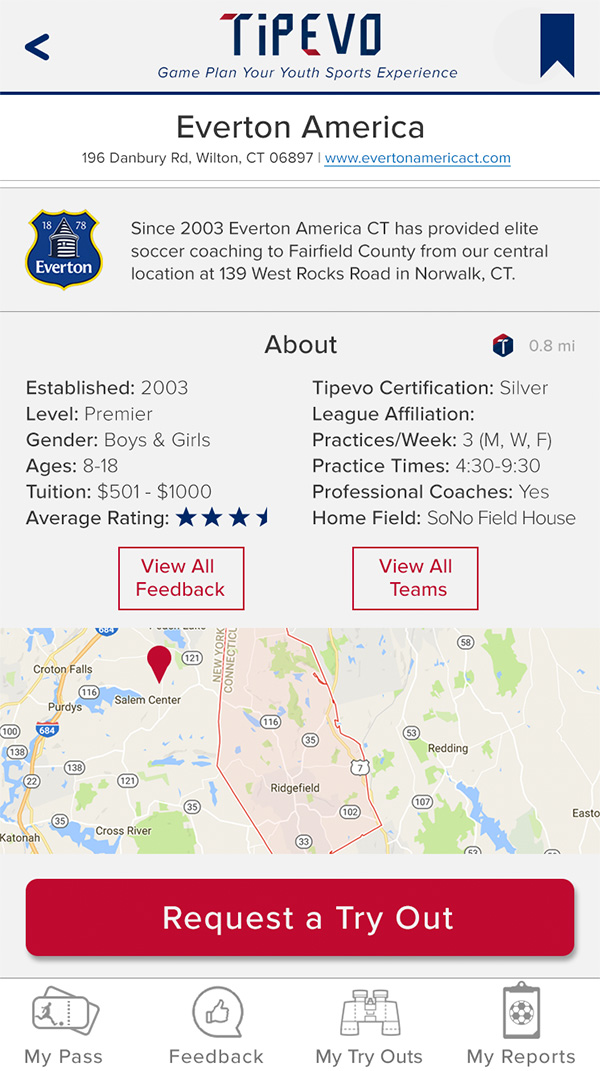 TiPEVO
Game Plan Your Youth Sports Experience
Everton America
196 Danbury Rd, Wilton, CT 06897 | www.evertonamericact.com
18 78
Everton
Since 2003 Everton America CT has provided elite
soccer coaching to Fairfield County from our central
location at 139 West Rocks Road in Norwalk, CT.
About
T
0.8 mi
Established: 2003
Level: Premier
Gender: Boys & Girls
Ages: 8-18
Tuition: $501 - $1000
Average Rating:
Tipevo Certification: Silver
League Affiliation:
Practices/Week: 3 (M, W, F)
Practice Times: 4:30-9:30
Professional Coaches: Yes
Home Field: SoNo Field House
View All
Feedback
View All
Teams
684
121
NEW YORK
CONNECTICUT
58
Croton Falls
116
Salem Center
Purdys
100
684
116
35
53
138
Redding
7
22
138
121
Ridgefield
107
35
35
102
Easto
Cross River
Katonah
33
53
Request a Try Out
My Pass
Feedback
My Try Outs
My Reports